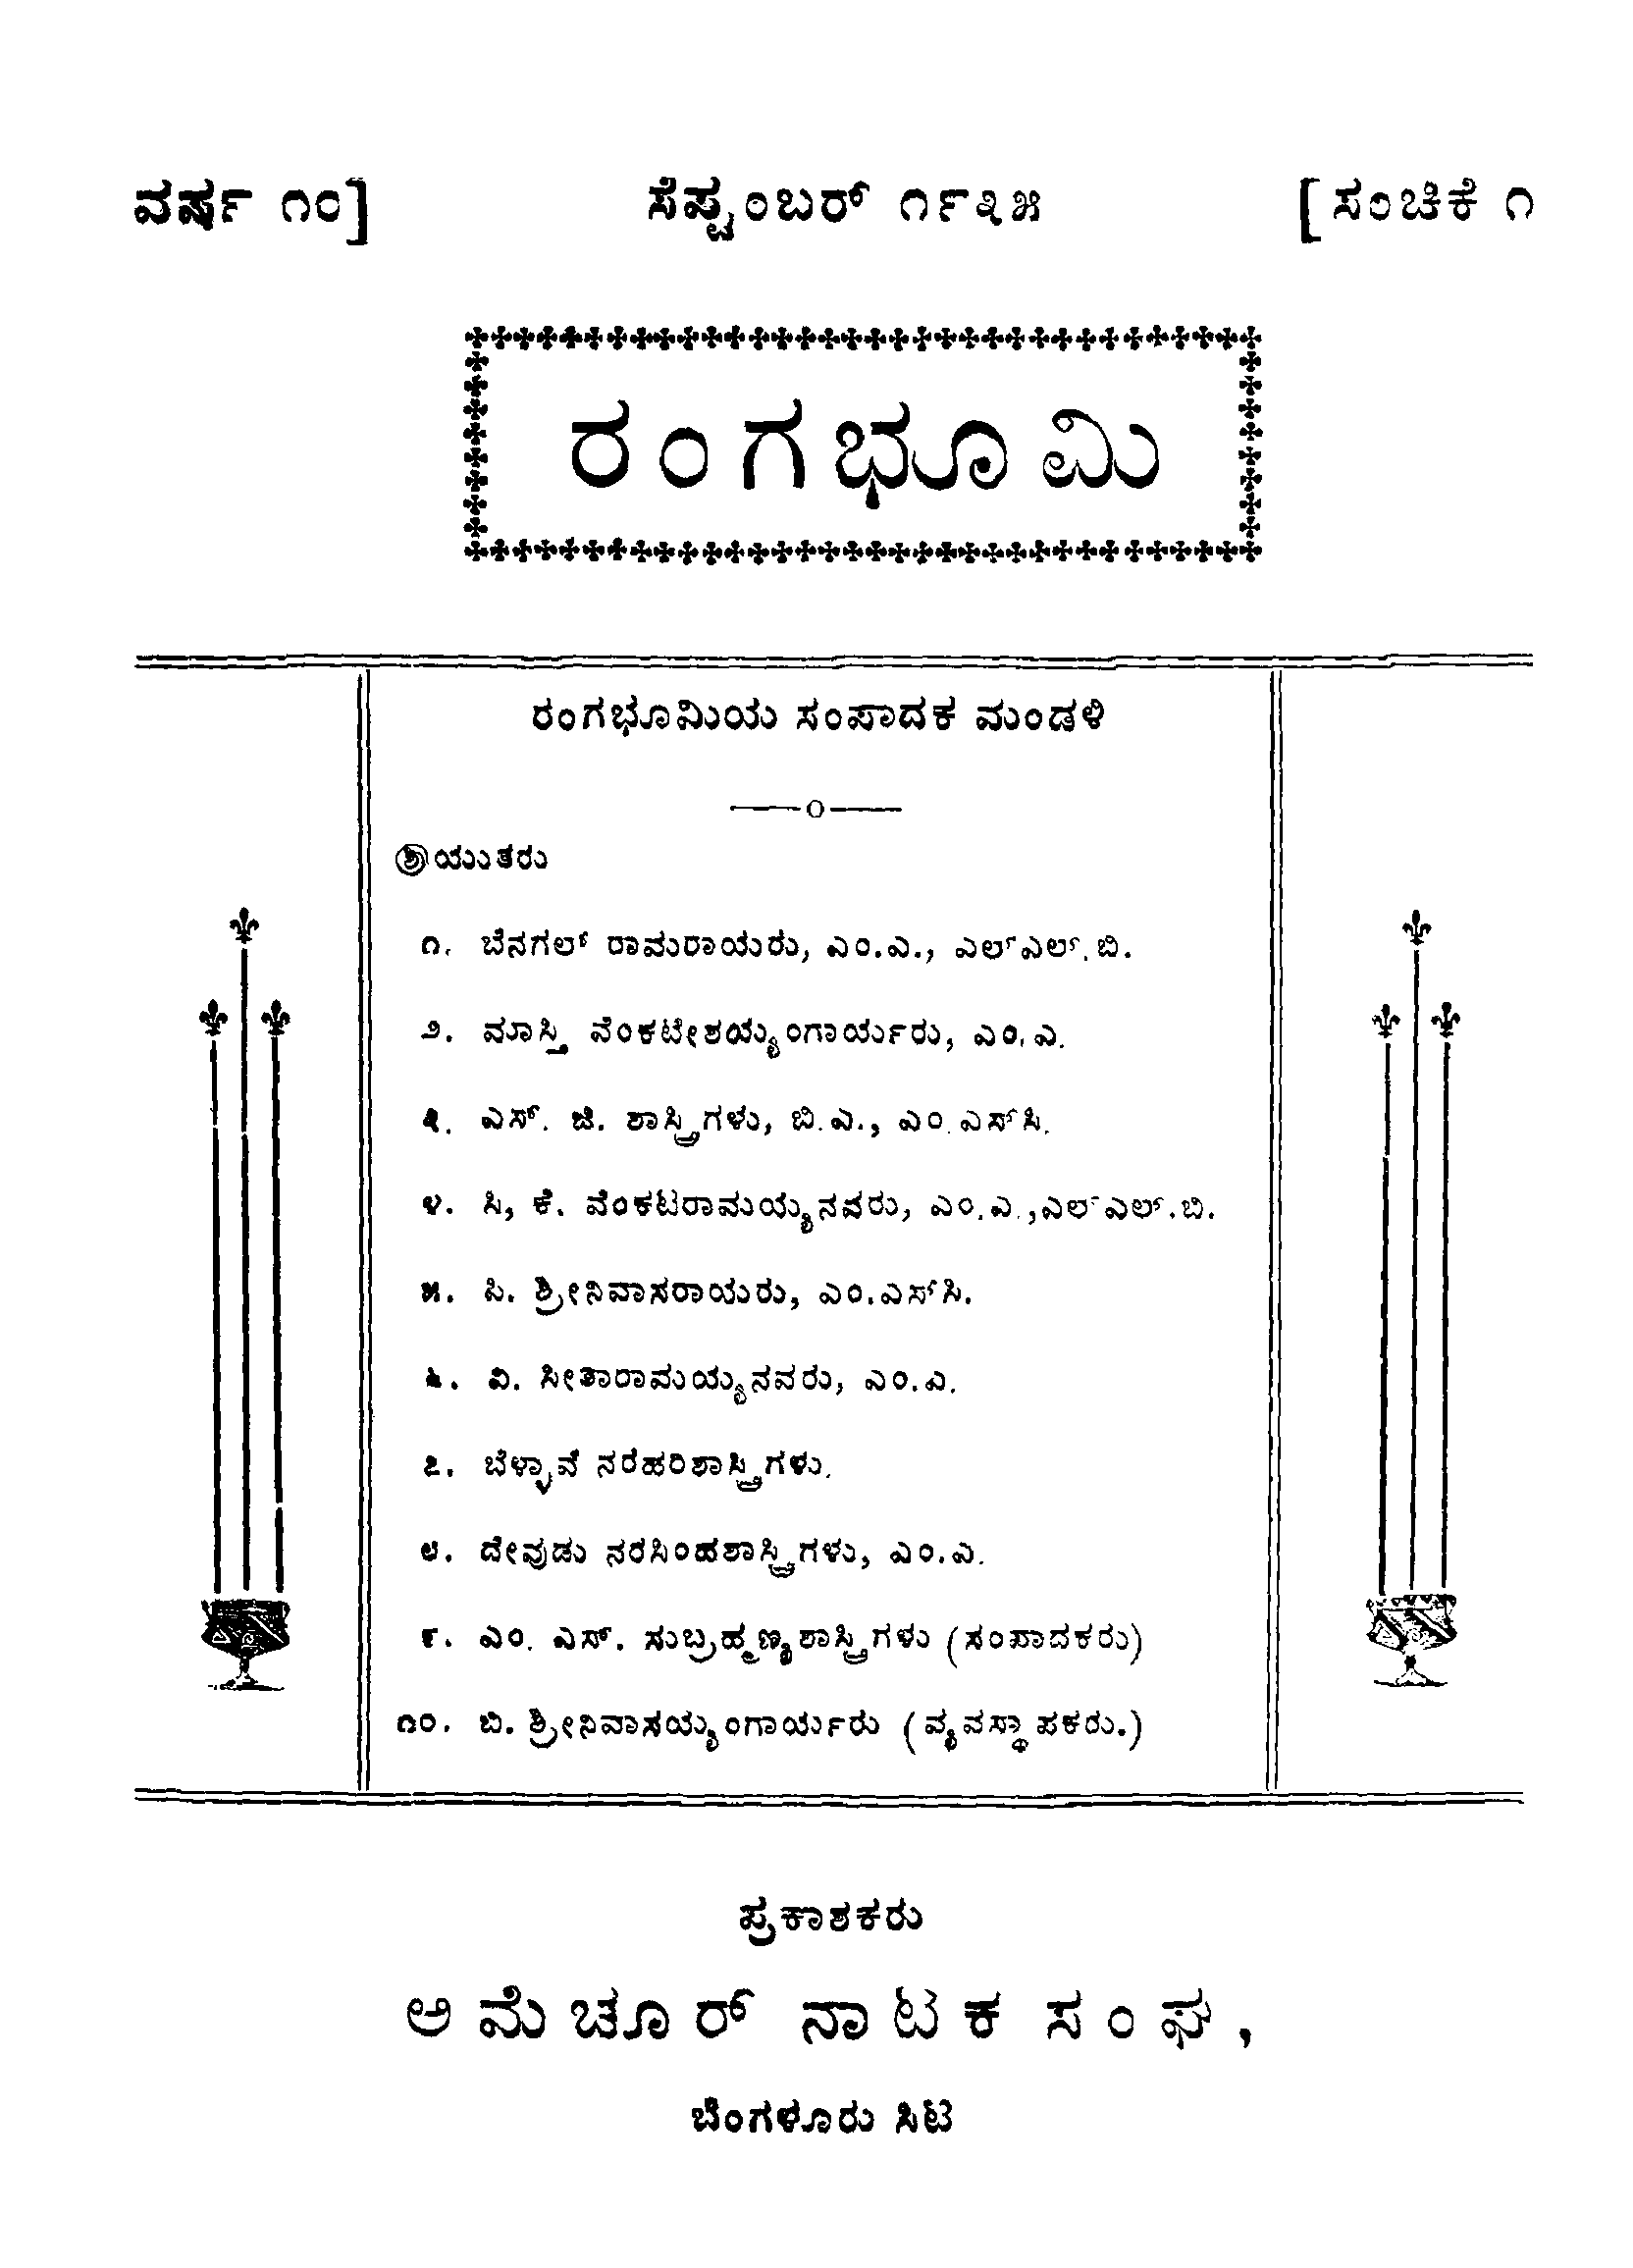 ವರ್ಷ ೧೦]
ಸೆಪ್ಟಂಬರ್ ೧೯೩೫
[ಸಂಚಿಕೆ ೧
ರಂಗಭೂಮಿ
ರಂಗಭೂಮಿಯ ಸಂಪಾದಕ ಮಂಡಳಿ
ಶ್ರೀಯುತರು
೧. ಬೆನಗಲ್ ರಾಮರಾಯರು, ಎಂ.ಎ., ಎಲ್‌ಎಲ್.ಬಿ.
೨. ಮಾಸ್ತಿ ವೆಂಕಟೇಶಯ್ಯಂಗಾರ್ಯರು, ಎಂ.ಎ.
೩. ಎಸ್. ಜಿ. ಶಾಸ್ತ್ರಿಗಳು, ಬಿ.ಎ., ಎಂ.ಎಸ್‌ಸಿ.
೪. ಸಿ, ಕೆ. ವೆಂಕಟರಾಮಯ್ಯನವರು, ಎಂ.ಎ.,ಎಲ್‌ಎಲ್.ಬಿ.
೫. ಪಿ. ಶ್ರೀನಿವಾಸರಾಯರು, ಎಂ.ಎಸ್‌ಸಿ.
೬. ವಿ. ಸೀತಾರಾಮಯ್ಯನವರು, ಎಂ.ಎ.
೭. ಬೆಳ್ಳಾವೆ ನರಹರಿಶಾಸ್ತ್ರಿಗಳು.
೮. ದೇವುಡು ನರಸಿಂಹಶಾಸ್ತ್ರಿಗಳು, ಎಂ.ಎ.
೯. ಎಂ. ಎಸ್. ಸುಬ್ರಹ್ಮಣ್ಯಶಾಸ್ತ್ರಿಗಳು (ಸಂಪಾದಕರು)
೧೦. ಬಿ. ಶ್ರೀನಿವಾಸಯ್ಯಂಗಾರ್ಯರು (ವ್ಯವಸ್ಥಾಪಕರು.)
ಪ್ರಕಾಶಕರು
ಅಮೆಚೂರ್ ನಾಟಕ ಸಂಘ,
ಬೆಂಗಳೂರು ಸಿಟಿ